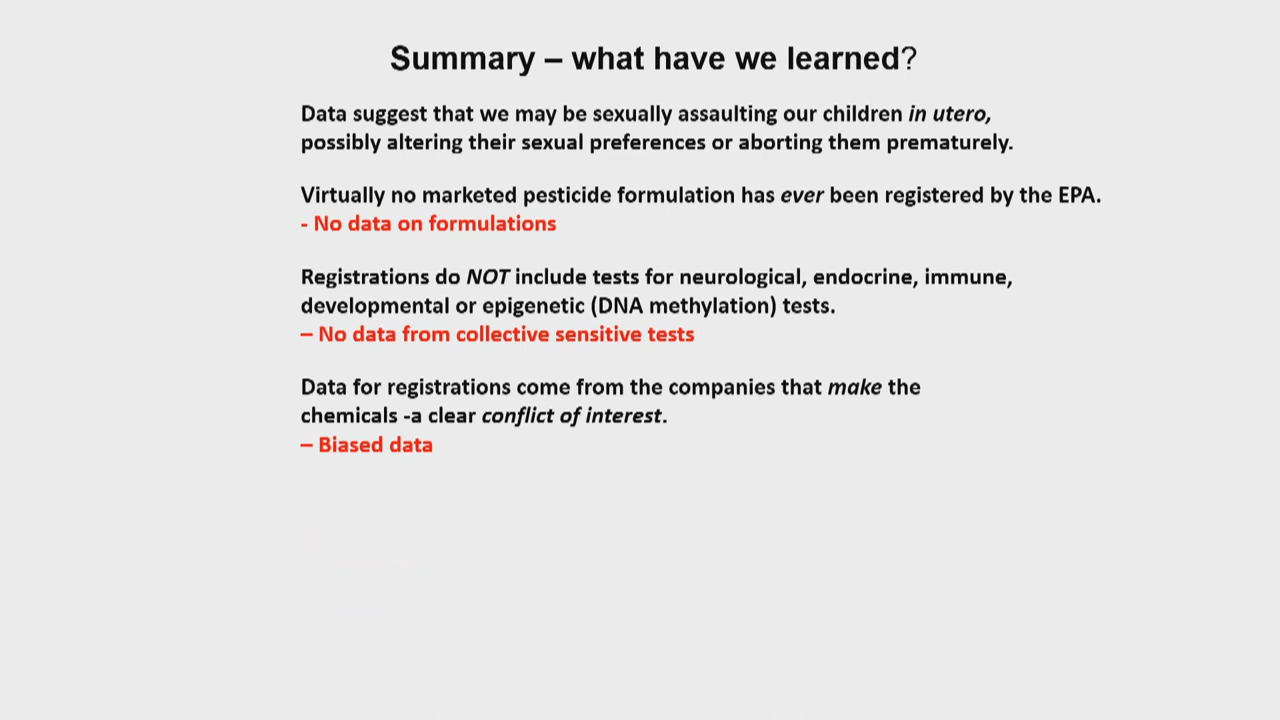 Summary – what have we learned?
Data suggest that we may be sexually assaulting our children in utero,
possibly altering their sexual preferences or aborting them prematurely.
Virtually no marketed pesticide formulation has ever been registered by the EPA.
- No data on formulations
Registrations do NOT include tests for neurological, endocrine, immune,
developmental or epigenetic (DNA methylation) tests.
– No data from collective sensitive tests
Data for registrations come from the companies that make the
chemicals -a clear conflict of interest.
– Biased data